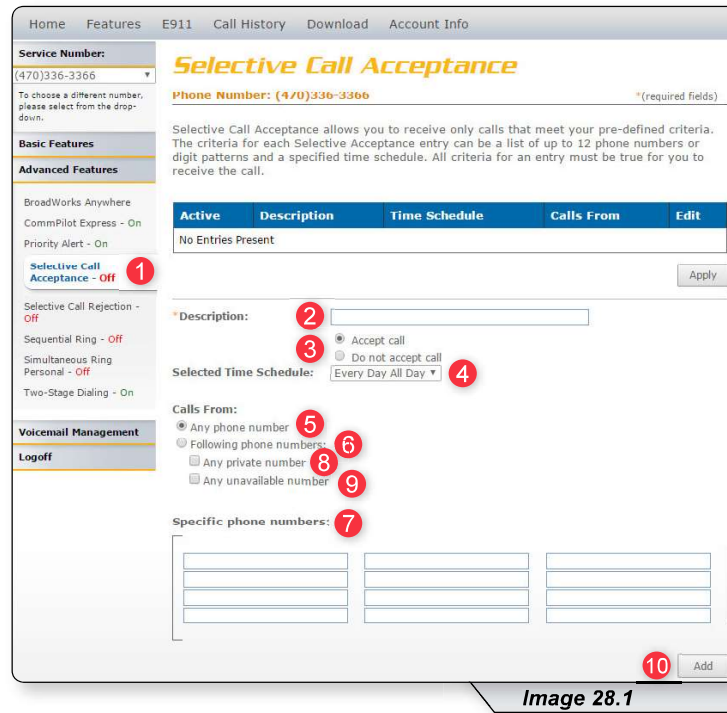 Home Features E911 Call History Download Account Info
Service Number:
(470)336-3366
To choose a different number,
please select from the drop-
down.
Basic Features
Advanced Features
BroadWorks Anywhere
CommPilot Express - On
Priority Alert - On
Selective Call
Acceptance - Off
1
Selective Call Rejection -
Off
Sequential Ring - Off
Simultaneous Ring
Personal - Off
Two-Stage Dialing - On
Voicemail Management
Logoff
Selective Call Acceptance
Phone Number: (470)336-3366 *(required fields)
Selective Call Acceptance allows you to receive only calls that meet your pre-defined criteria.
The criteria for each Selective Acceptance entry can be a list of up to 12 phone numbers or
digit patterns and a specified time schedule. All criteria for an entry must be true for you to
receive the call.
Active Description Time Schedule Calls From Edit
No Entries Present
Apply
*Description: 2
3 Accept call
Do not accept call
Selected Time Schedule: Every Day All Day 4
Calls From:
Any phone number 5
Following phone numbers: 6
Any private number 8
Any unavailable number 9
Specific phone numbers: 7
10 Add
Image 28.1